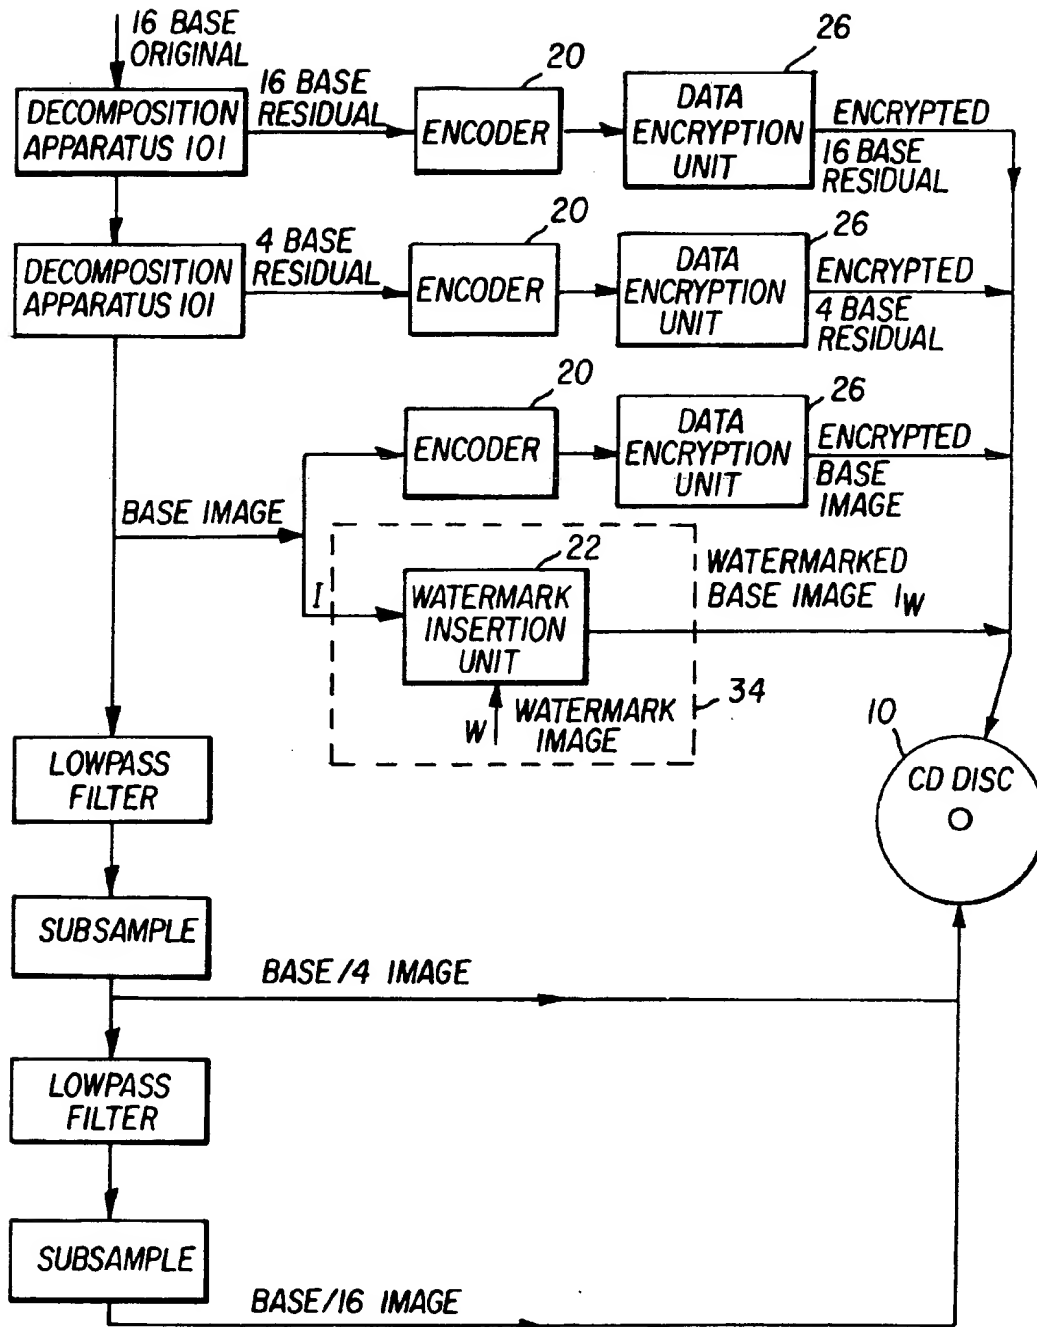 16 BASE
ORIGINAL
DECOMPOSITION
APPARATUS 101
16 BASE
RESIDUAL
20
ENCODER
26
DATA
ENCRYPTION
UNIT
ENCRYPTED
16 BASE
RESIDUAL
DECOMPOSITION
APPARATUS 101
4 BASE
RESIDUAL
20
ENCODER
26
DATA
ENCRYPTION
UNIT
ENCRYPTED
4 BASE
RESIDUAL
20
ENCODER
26
DATA
ENCRYPTION
UNIT
ENCRYPTED
BASE
IMAGE
BASE IMAGE
I
22
WATERMARK
INSERTION
UNIT
WATERMARKED
BASE IMAGE IW
W
WATERMARK
IMAGE
34
10
CD DISC
LOWPASS
FILTER
SUBSAMPLE
BASE/4 IMAGE
LOWPASS
FILTER
SUBSAMPLE
BASE/16 IMAGE